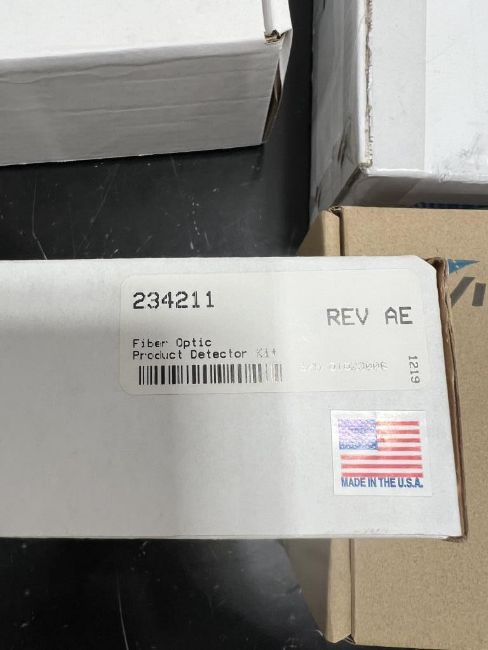 234211
REV AE
Fiber Optic
Product Detector Kit
1219
MADE IN THE U.S.A.